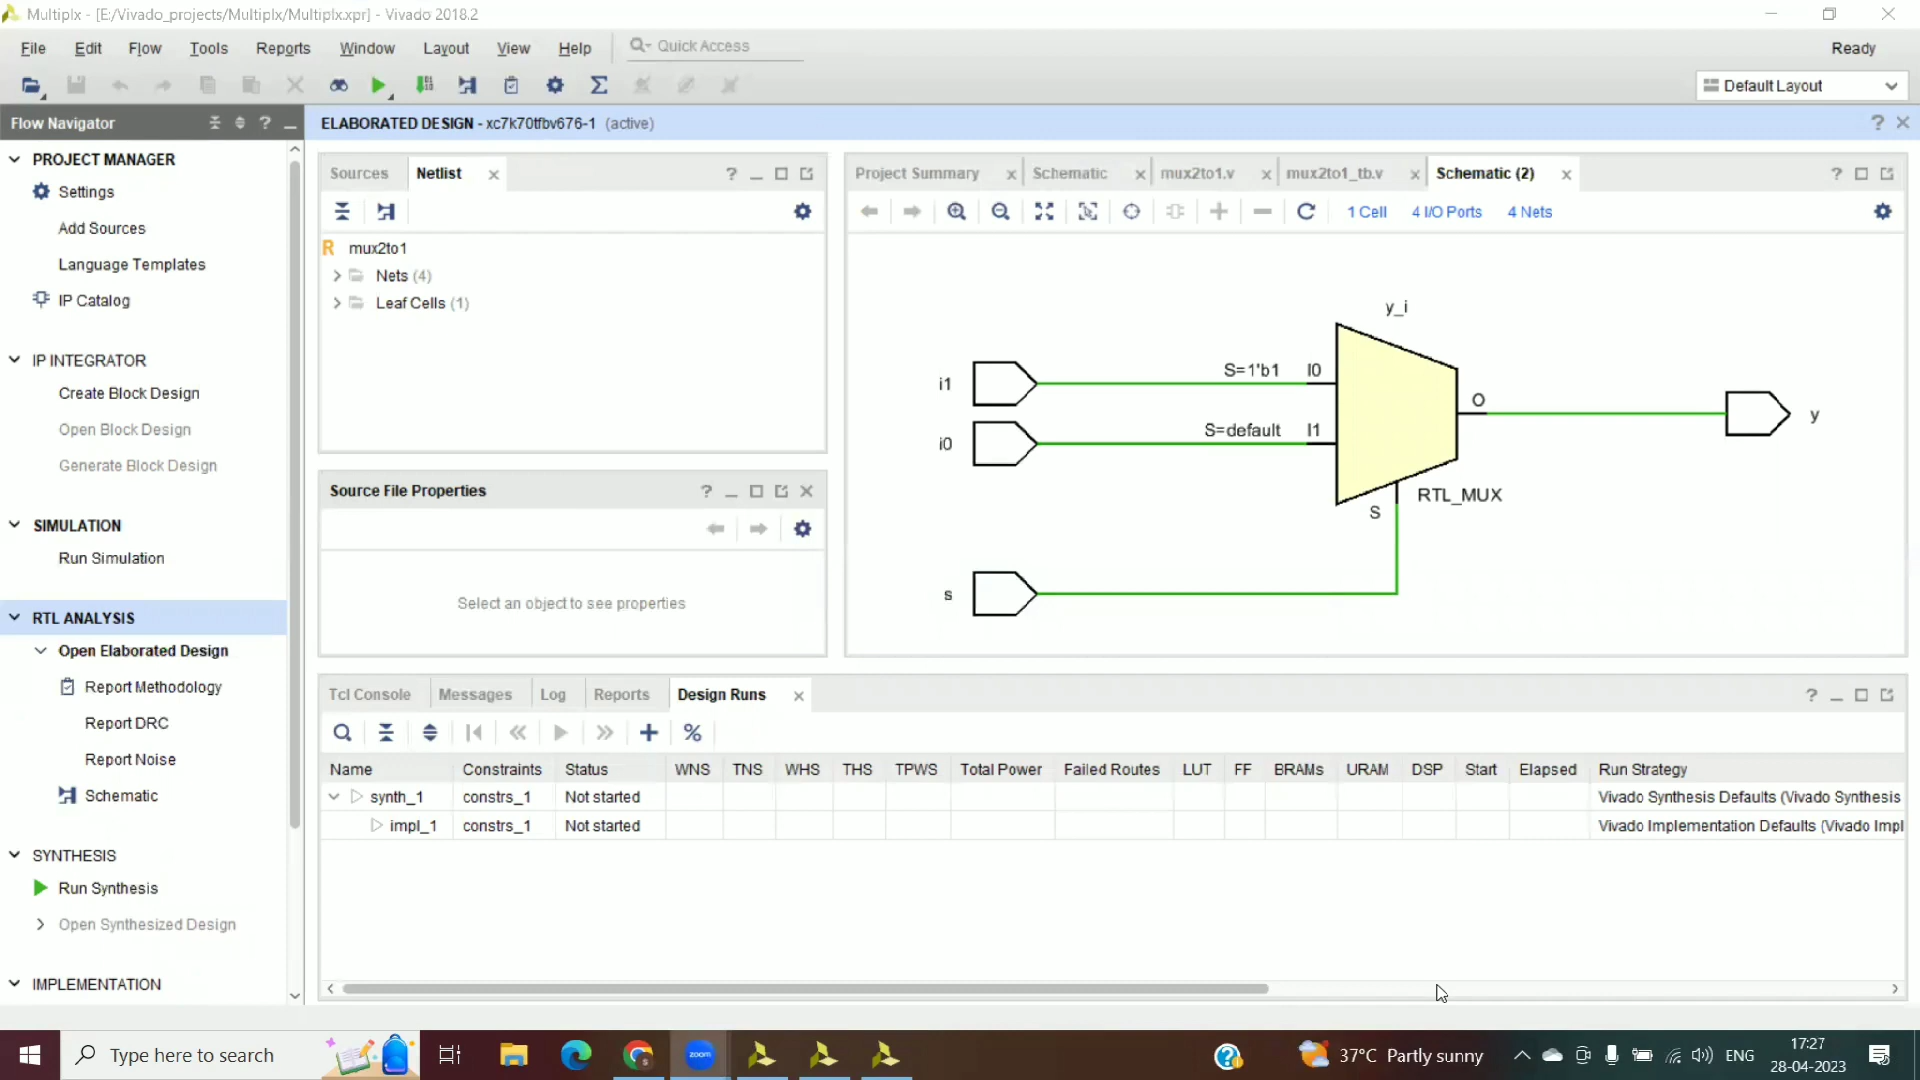 Multiplx - [E:/Vivado_projects/Multiplx/Multiplx.xpr] - Vivado 2018.2
File Edit Flow Tools Reports Window Layout View Help Quick Access Ready
Default Layout
Flow Navigator
PROJECT MANAGER
Settings
Add Sources
Language Templates
IP Catalog
IP INTEGRATOR
Create Block Design
Open Block Design
Generate Block Design
SIMULATION
Run Simulation
RTL ANALYSIS
Open Elaborated Design
Report Methodology
Report DRC
Report Noise
Schematic
SYNTHESIS
Run Synthesis
Open Synthesized Design
IMPLEMENTATION
ELABORATED DESIGN - xc7k70tfbv676-1 (active)
Sources Netlist
R mux2to1
Nets (4)
Leaf Cells (1)
Source File Properties
Select an object to see properties
Project Summary Schematic mux2to1.v mux2to1_tb.v Schematic (2)
1 Cell 4 I/O Ports 4 Nets
y_i
i1 S=1'b1 I0
O
y
i0 S=default I1
RTL_MUX
S
s
Tcl Console Messages Log Reports Design Runs
Name Constraints Status WNS TNS WHS THS TPWS Total Power Failed Routes LUT FF BRAMs URAM DSP Start Elapsed Run Strategy
synth_1 constrs_1 Not started Vivado Synthesis Defaults (Vivado Synthesis
impl_1 constrs_1 Not started Vivado Implementation Defaults (Vivado Impl
Type here to search
zoom
37°C Partly sunny
ENG
17:27
28-04-2023